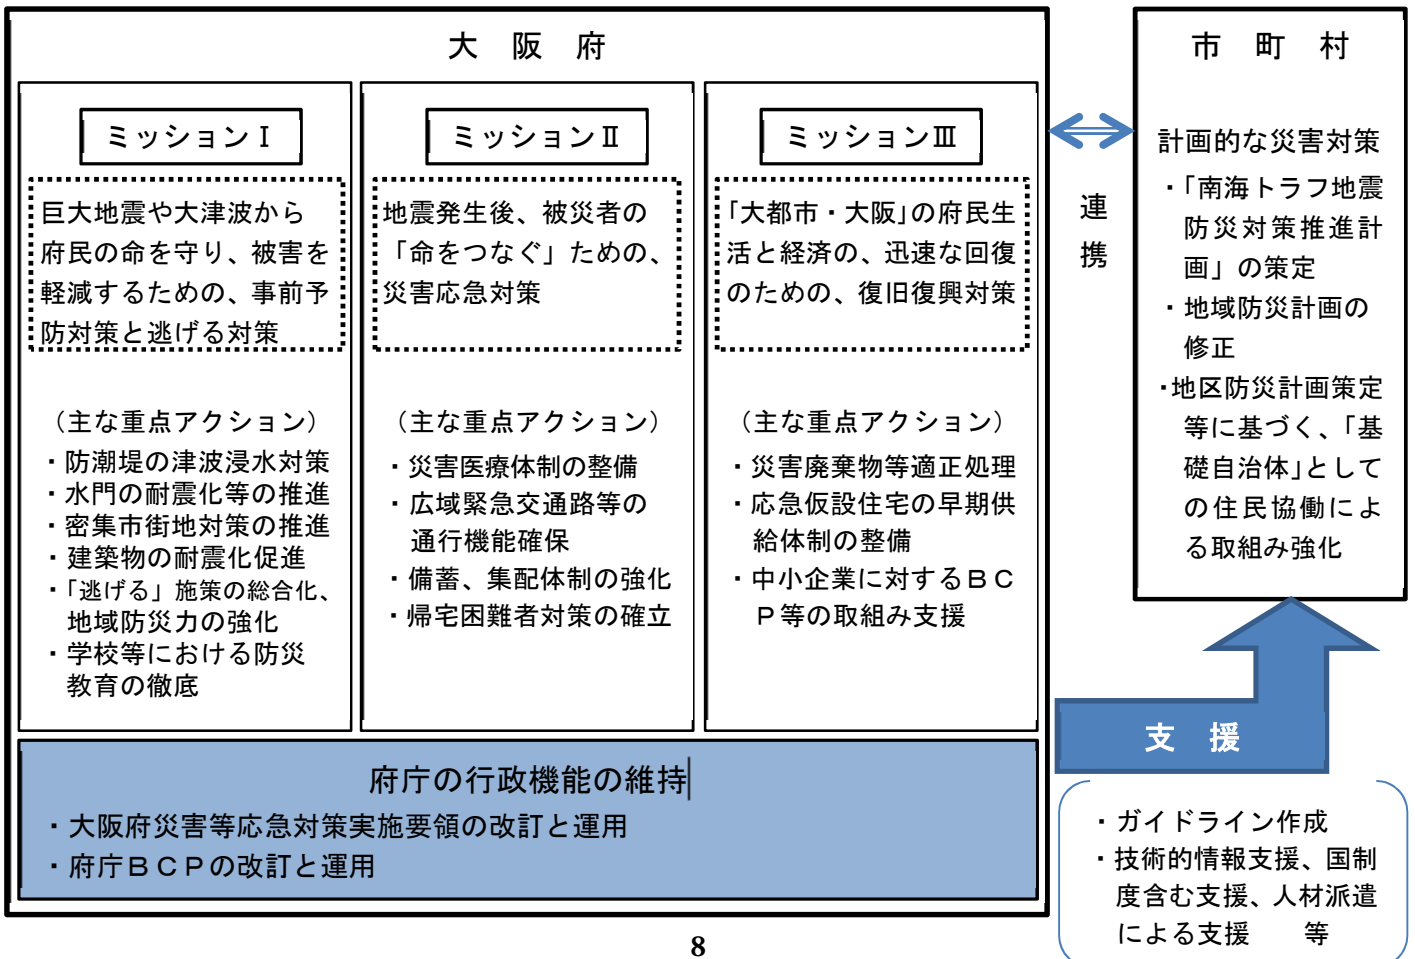 大　阪　府
ミッションⅠ
巨大地震や大津波から
府民の命を守り、被害を
軽減するための、事前予
防対策と逃げる対策
（主な重点アクション）
・防潮堤の津波浸水対策
・水門の耐震化等の推進
・密集市街地対策の推進
・建築物の耐震化促進
・「逃げる」施策の総合化、
地域防災力の強化
・学校等における防災
教育の徹底
ミッションⅡ
地震発生後、被災者の
「命をつなぐ」ための、
災害応急対策
（主な重点アクション）
・災害医療体制の整備
・広域緊急交通路等の
通行機能確保
・備蓄、集配体制の強化
・帰宅困難者対策の確立
ミッションⅢ
「大都市・大阪」の府民生
活と経済の、迅速な回復
のための、復旧復興対策
（主な重点アクション）
・災害廃棄物等適正処理
・応急仮設住宅の早期供
給体制の整備
・中小企業に対するＢＣ
Ｐ等の取組み支援
府庁の行政機能の維持
・大阪府災害等応急対策実施要領の改訂と運用
・府庁ＢＣＰの改訂と運用
連
携
市　町　村
計画的な災害対策
・「南海トラフ地震
防災対策推進計
画」の策定
・地域防災計画の
修正
・地区防災計画策定
等に基づく、「基
礎自治体」として
の住民協働によ
る取組み強化
支　援
・ガイドライン作成
・技術的情報支援、国制
度含む支援、人材派遣
による支援　　等
8